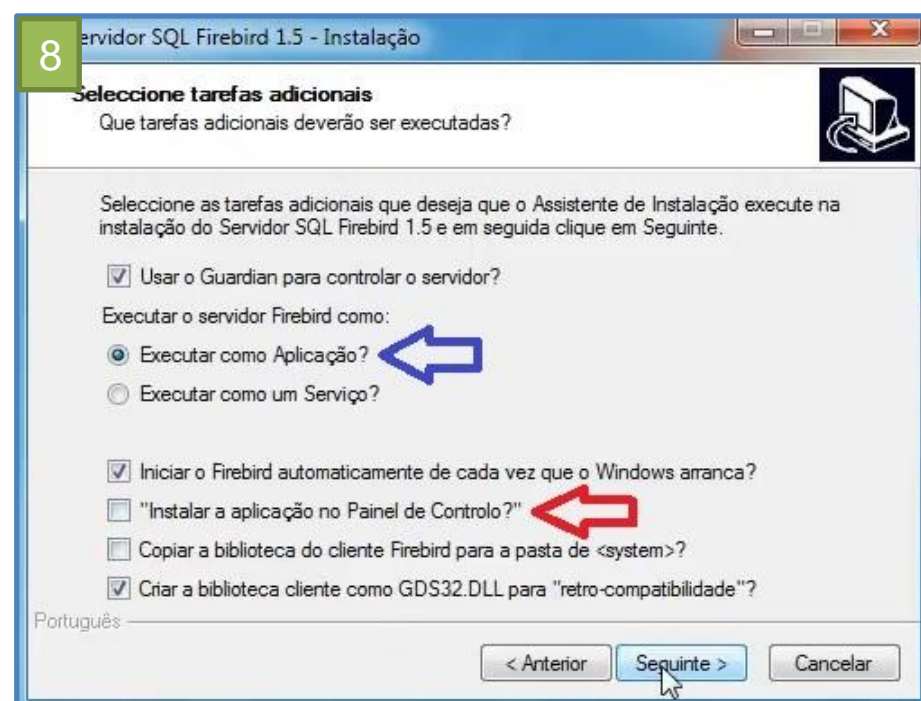 8
ervidor SQL Firebird 1.5 - Instalação
Seleccione tarefas adicionais
Que tarefas adicionais deverão ser executadas?
Seleccione as tarefas adicionais que deseja que o Assistente de Instalação execute na
instalação do Servidor SQL Firebird 1.5 e em seguida clique em Seguinte.
Usar o Guardian para controlar o servidor?
Executar o servidor Firebird como:
Executar como Aplicação?
Executar como um Serviço?
Iniciar o Firebird automaticamente de cada vez que o Windows arranca?
"Instalar a aplicação no Painel de Controlo?"
Copiar a biblioteca do cliente Firebird para a pasta de <system>?
Criar a biblioteca cliente como GDS32.DLL para "retro-compatibilidade"?
Português
< Anterior
Seguinte >
Cancelar